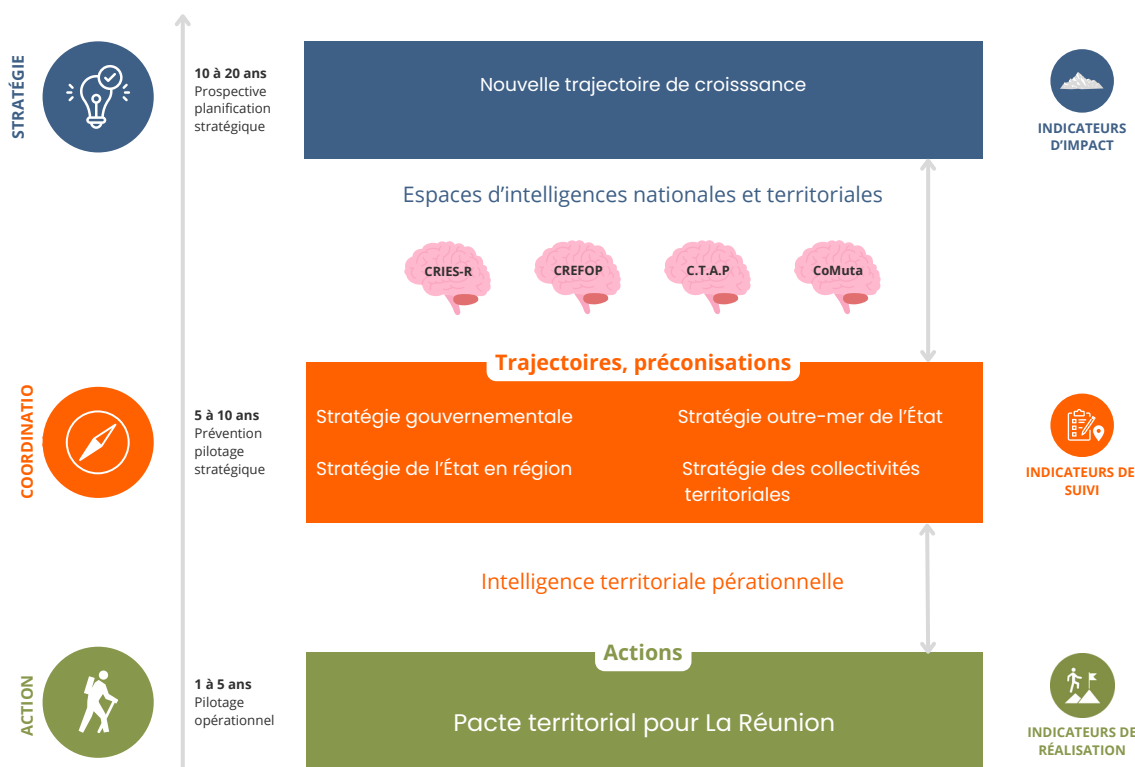 STRATÉGIE
10 à 20 ans
Prospective
planification
stratégique
Nouvelle trajectoire de croisssance
INDICATEURS
D’IMPACT
Espaces d’intelligences nationales et territoriales
CRIES-R
CREFOP
C.T.A.P
CoMuta
Trajectoires, préconisations
COORDINATIO
5 à 10 ans
Prévention
pilotage
stratégique
Stratégie gouvernementale
Stratégie outre-mer de l’État
Stratégie de l’État en région
Stratégie des collectivités
territoriales
INDICATEURS DE
SUIVI
Intelligence territoriale pérationnelle
Actions
ACTION
1 à 5 ans
Pilotage
opérationnel
Pacte territorial pour La Réunion
INDICATEURS DE
RÉALISATION